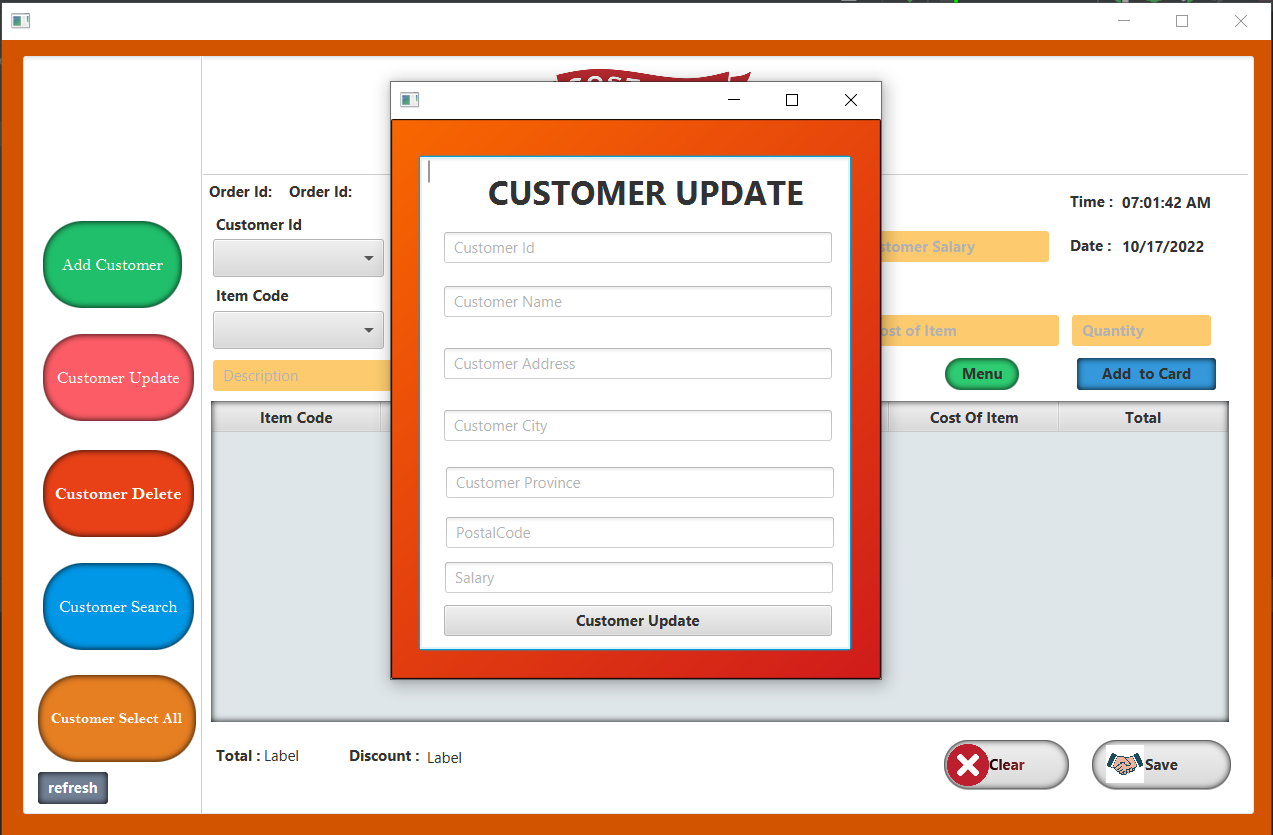 Order Id: Order Id:
Time : 07:01:42 AM
Customer Id
Date : 10/17/2022
Item Code
Add Customer
Customer Update
Customer Delete
Customer Search
Customer Select All
refresh
CUSTOMER UPDATE
Customer Id
Customer Name
Customer Address
Customer City
Customer Province
PostalCode
Salary
Customer Update
Salary
of Item
Quantity
Description
Menu
Add to Card
Item Code
Cost Of Item
Total
Total : Label
Discount : Label
Clear
Save